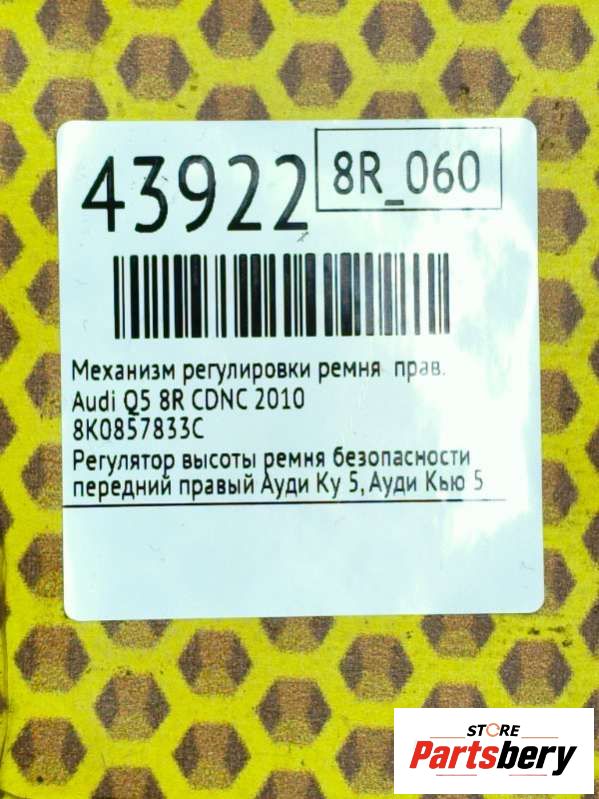 43922
8R_060
Механизм регулировки ремня прав.
Audi Q5 8R CDNC 2010
8K0857833C
Регулятор высоты ремня безопасности
передний правый Ауди Ку 5, Ауди Кью 5
STORE
Partsbery